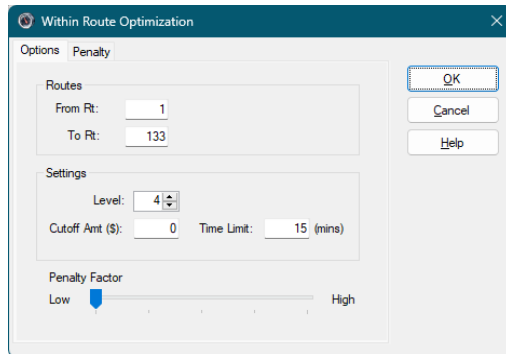 Within Route Optimization
Options Penalty
OK
Cancel
Help
Routes
From Rt: 1
To Rt: 133
Settings
Level: 4
Cutoff Amt ($): 0 Time Limit: 15 (mins)
Penalty Factor
Low High